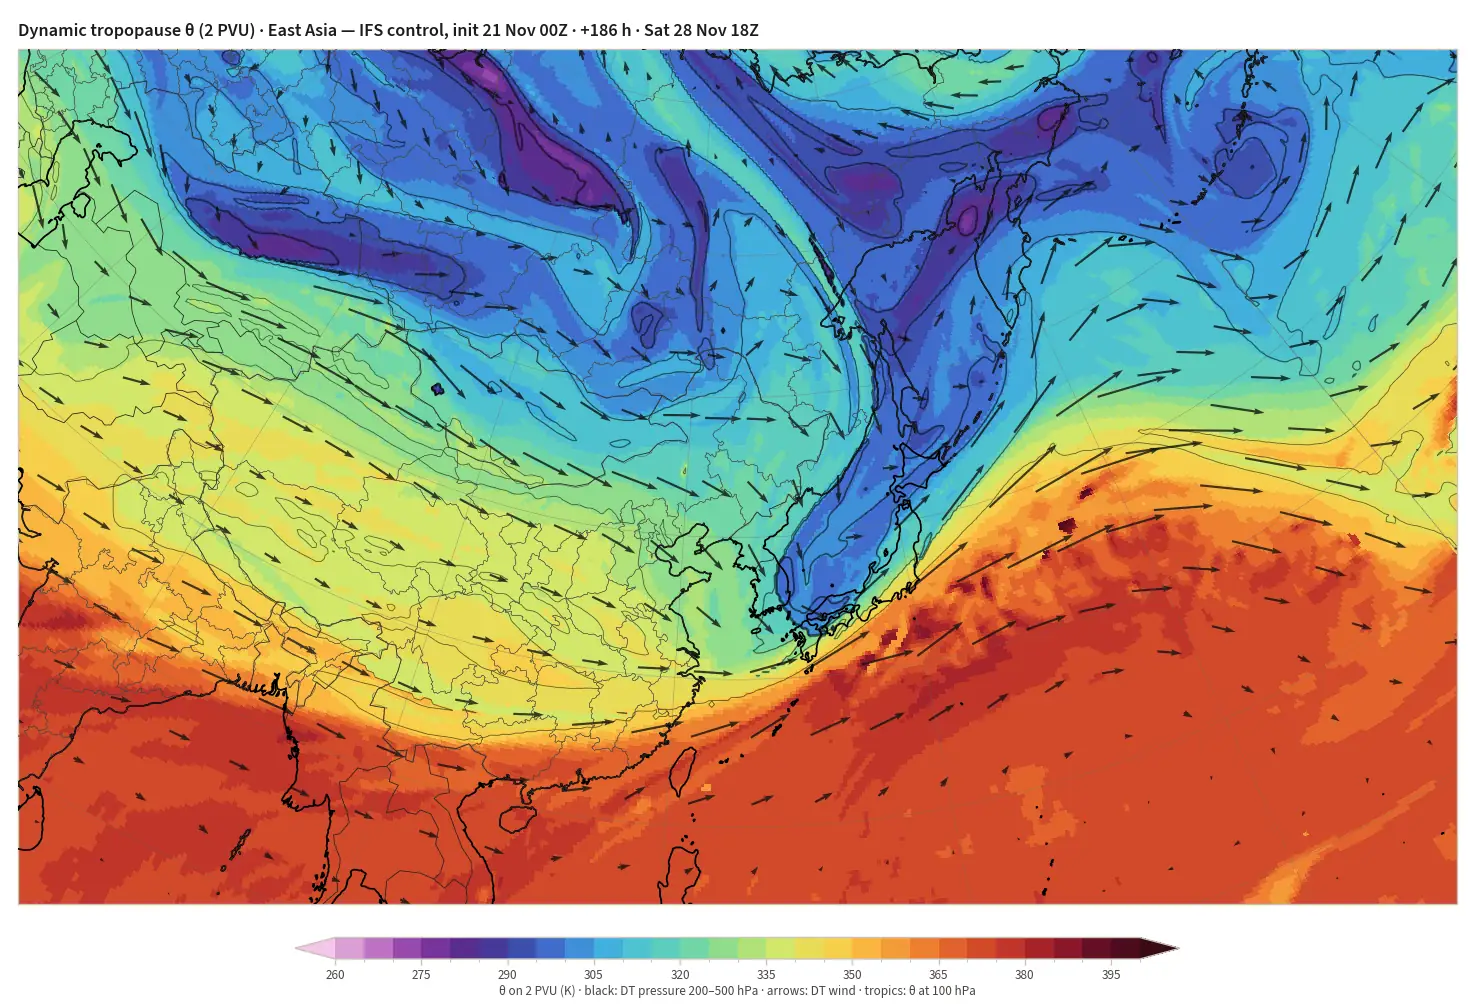 Dynamic tropopause θ (2 PVU) · East Asia — IFS control, init 21 Nov 00Z · +186 h · Sat 28 Nov 18Z
260 275 290 305 320 335 350 365 380 395
θ on 2 PVU (K) · black: DT pressure 200–500 hPa · arrows: DT wind · tropics: θ at 100 hPa